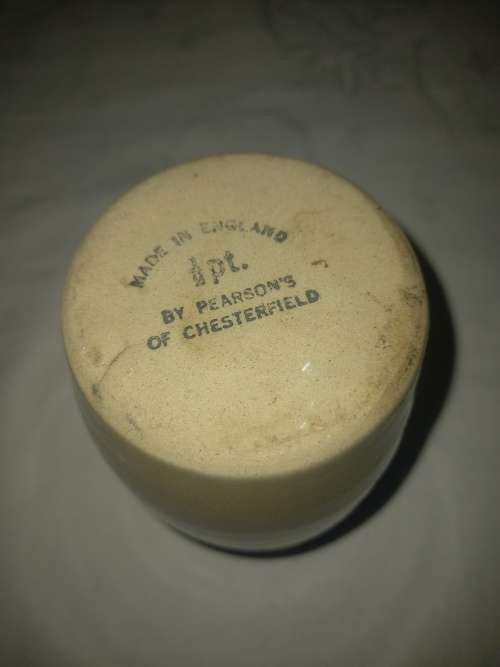 MADE IN ENGLAND
½pt.
BY PEARSON'S
OF CHESTERFIELD